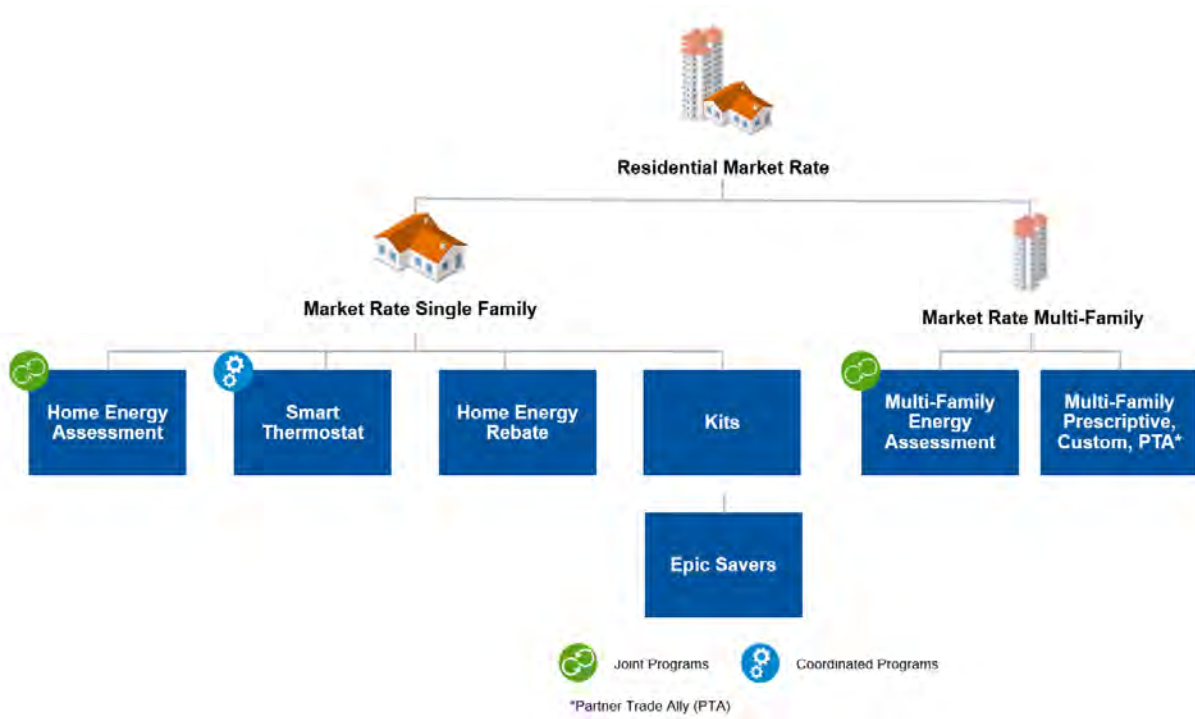 Residential Market Rate
Market Rate Single Family
Market Rate Multi-Family
Home Energy
Assessment
Smart
Thermostat
Home Energy
Rebate
Kits
Multi-Family
Energy
Assessment
Multi-Family
Prescriptive,
Custom, PTA*
Epic Savers
Joint Programs
Coordinated Programs
*Partner Trade Ally (PTA)